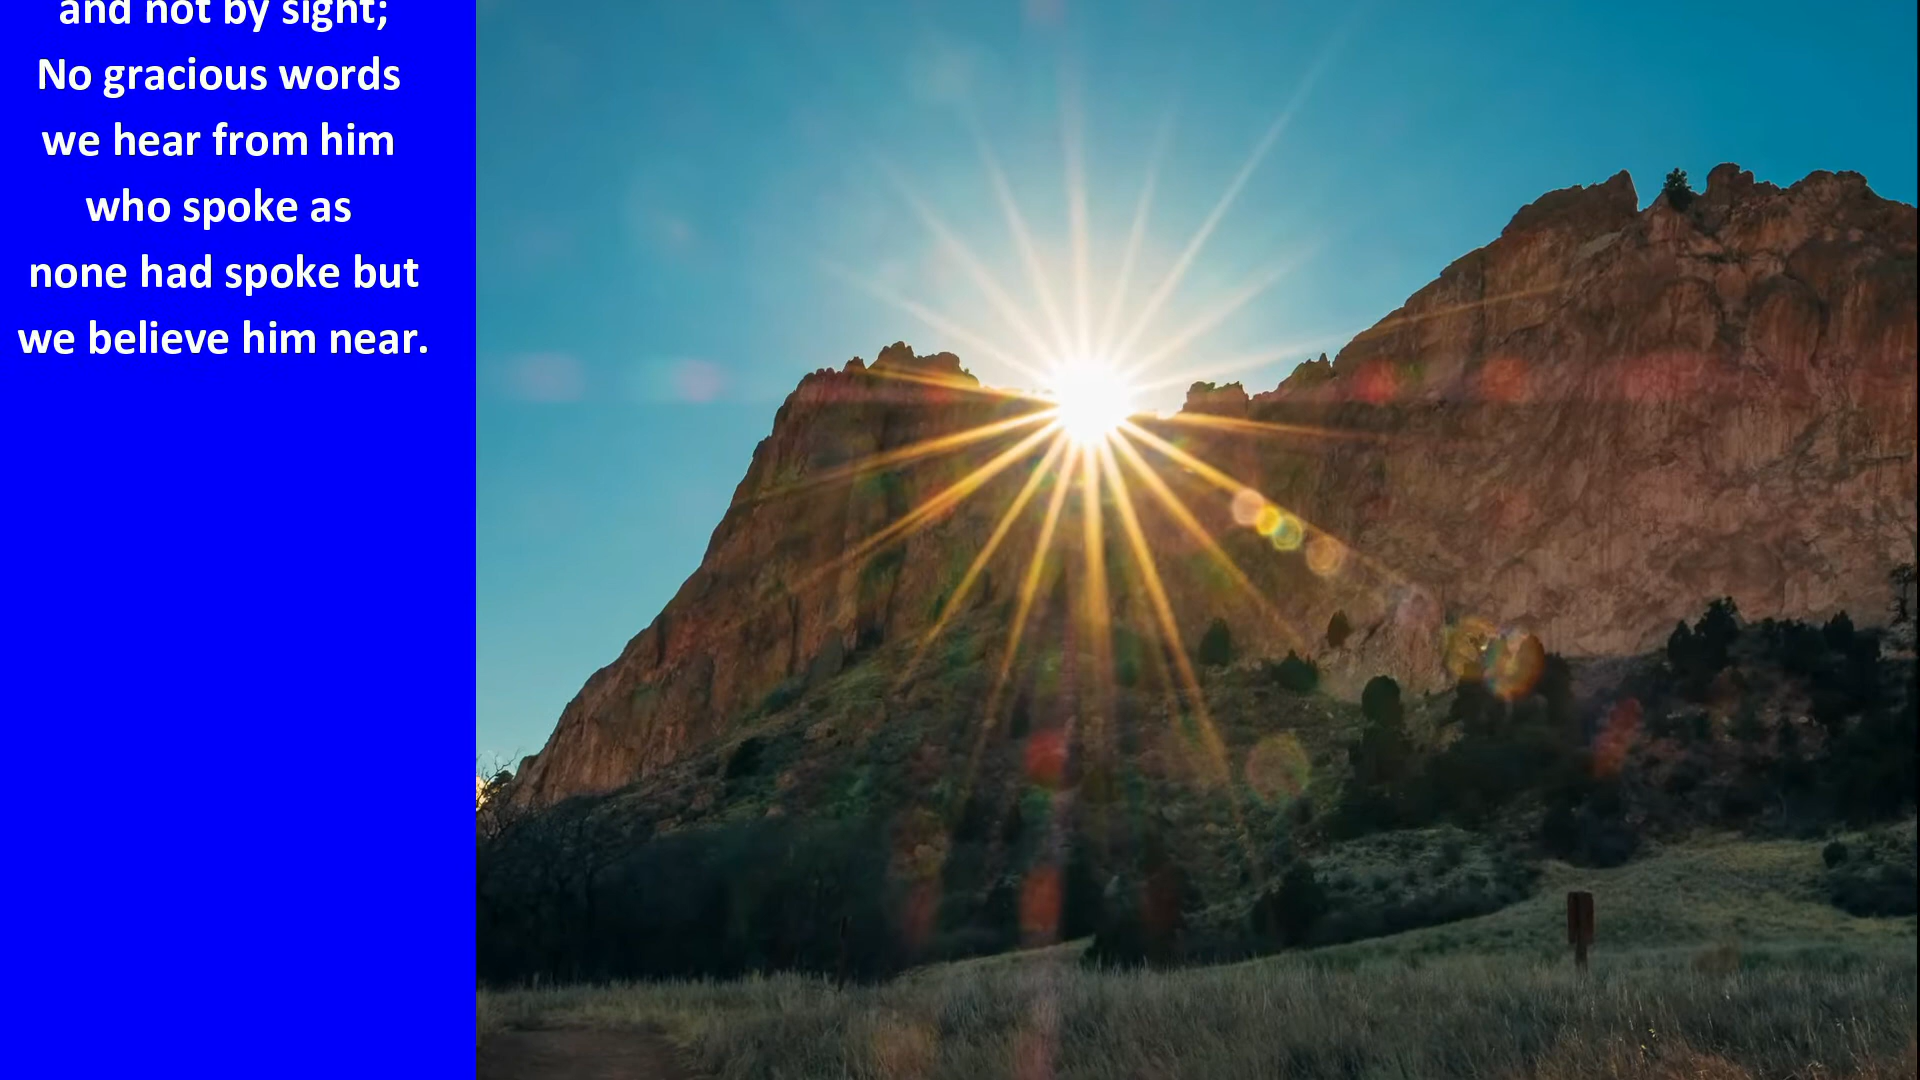 and not by sight;
No gracious words
we hear from him
who spoke as
none had spoke but
we believe him near.